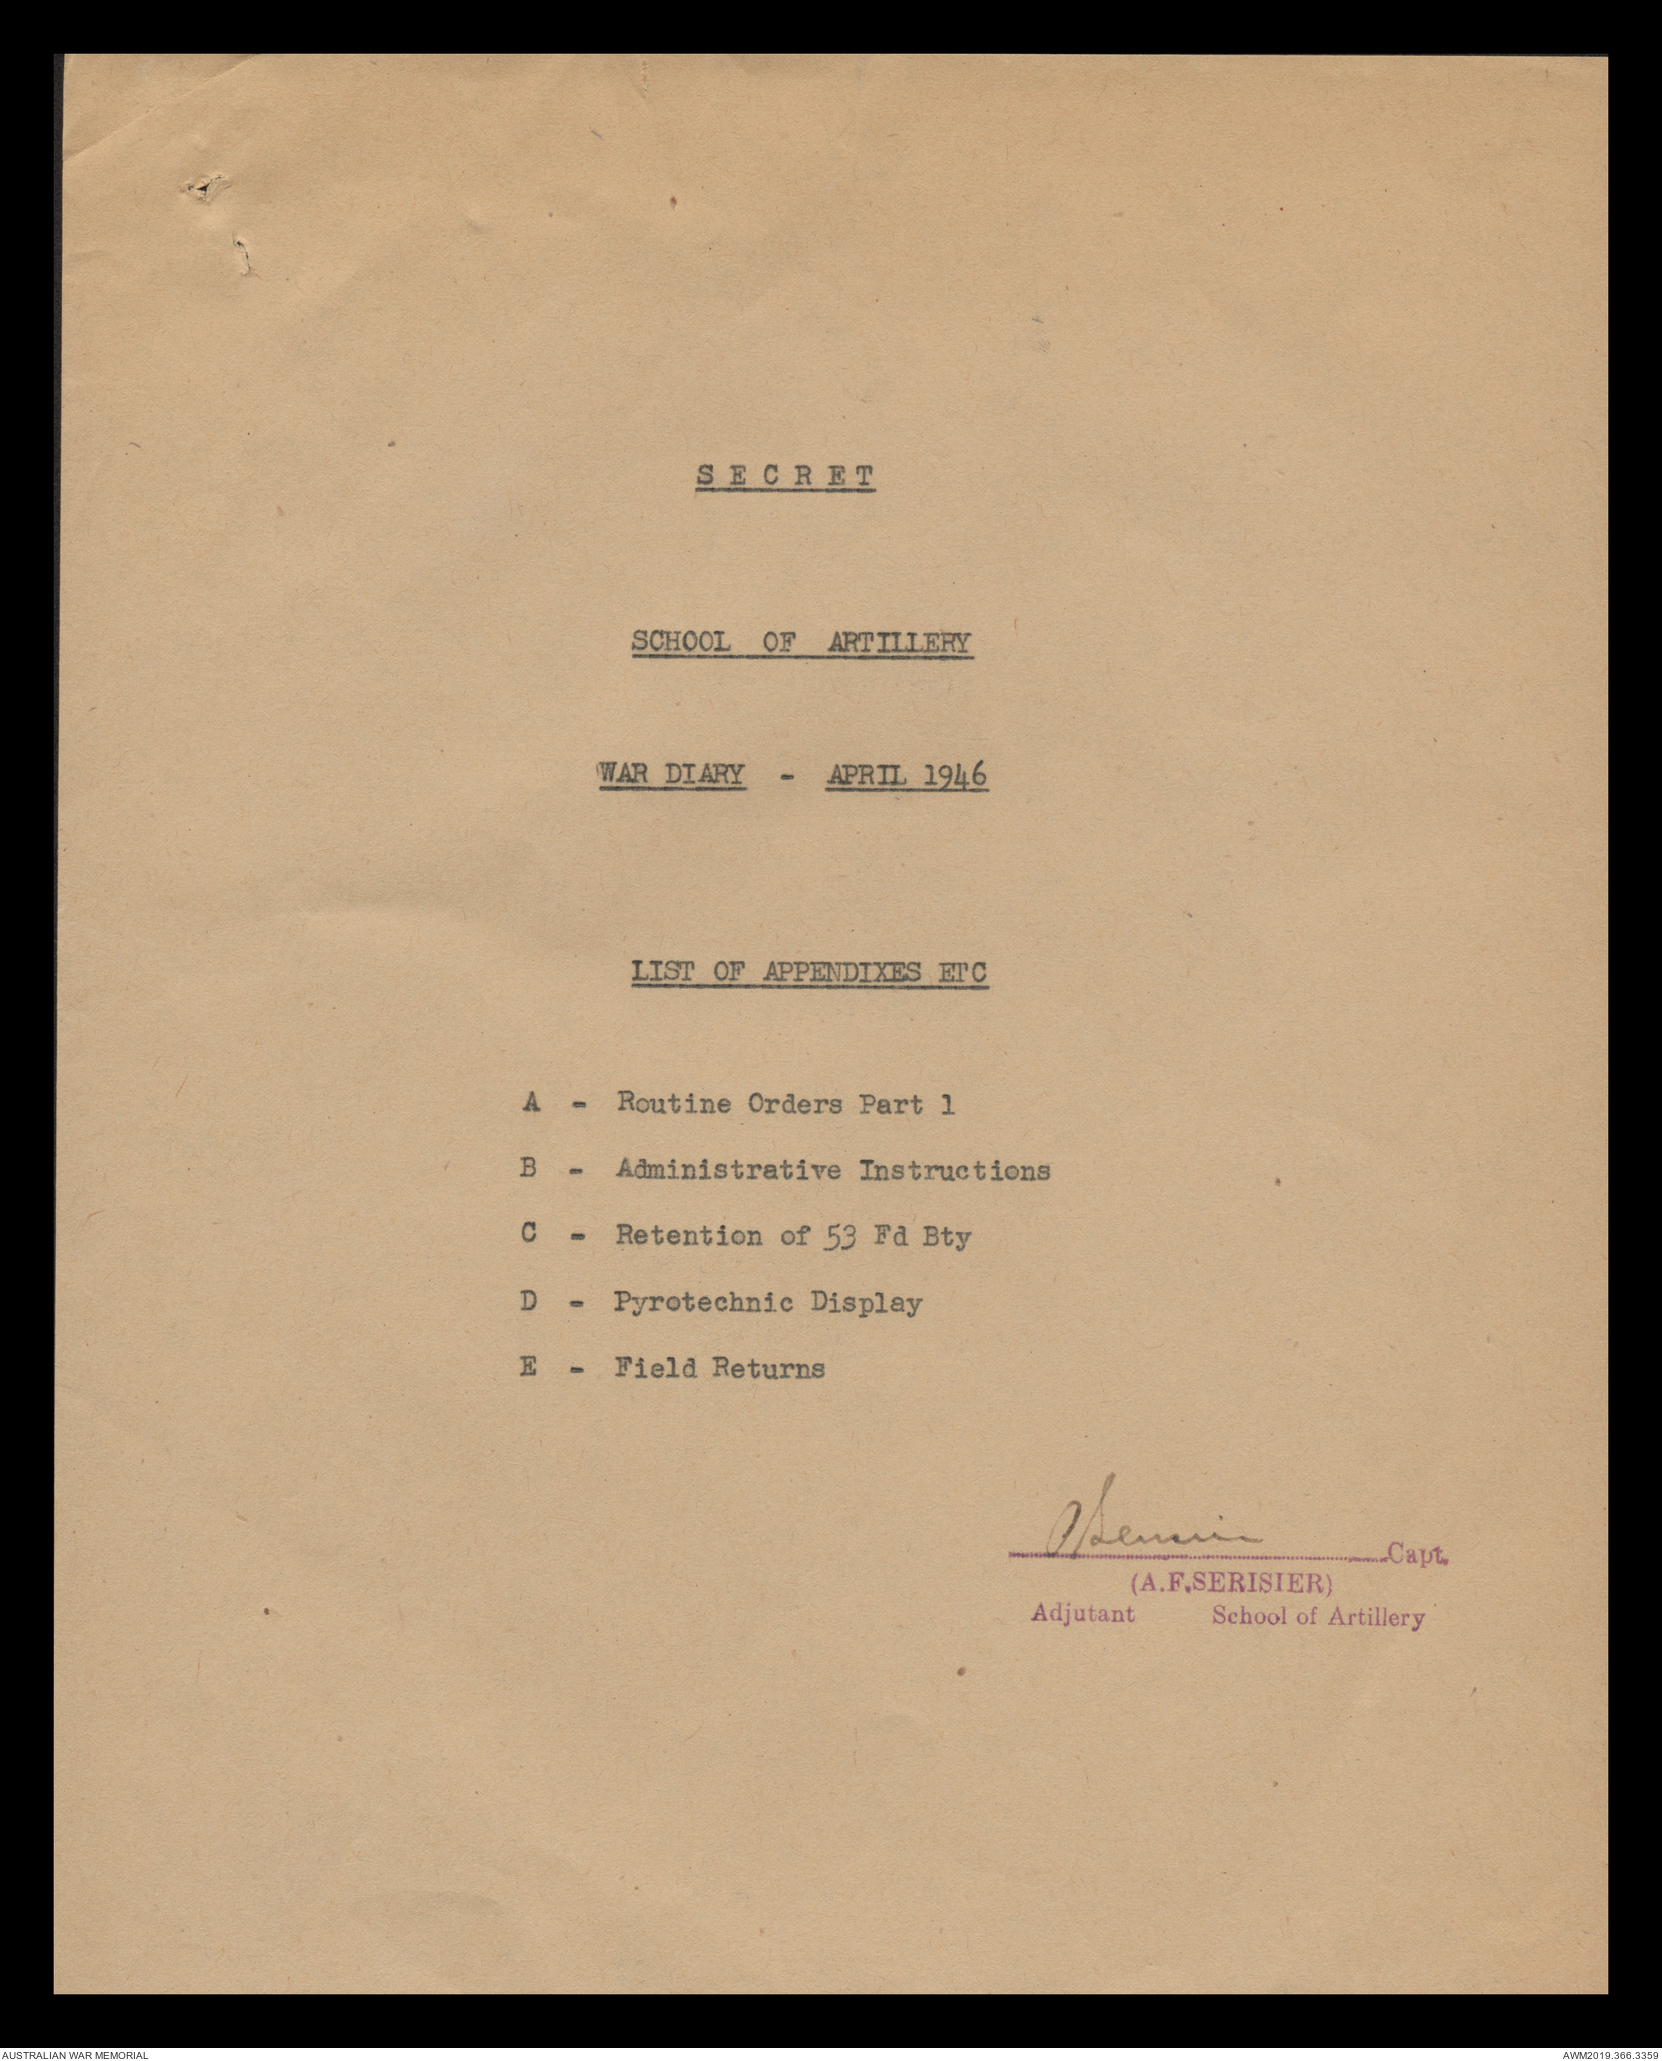 S E C R E T
SCHOOL OF ARTILLERY
WAR DIARY - APRIL 1946
LIST OF APPENDIXES ETC
A - Routine Orders Part 1
B - Administrative Instructions
C - Retention of 53 Fd Bty
D - Pyrotechnic Display
E - Field Returns
Capt.
(A.F.SERISIER)
Adjutant School of Artillery
AUSTRALIAN WAR MEMORIAL
AWM2019.366.3359